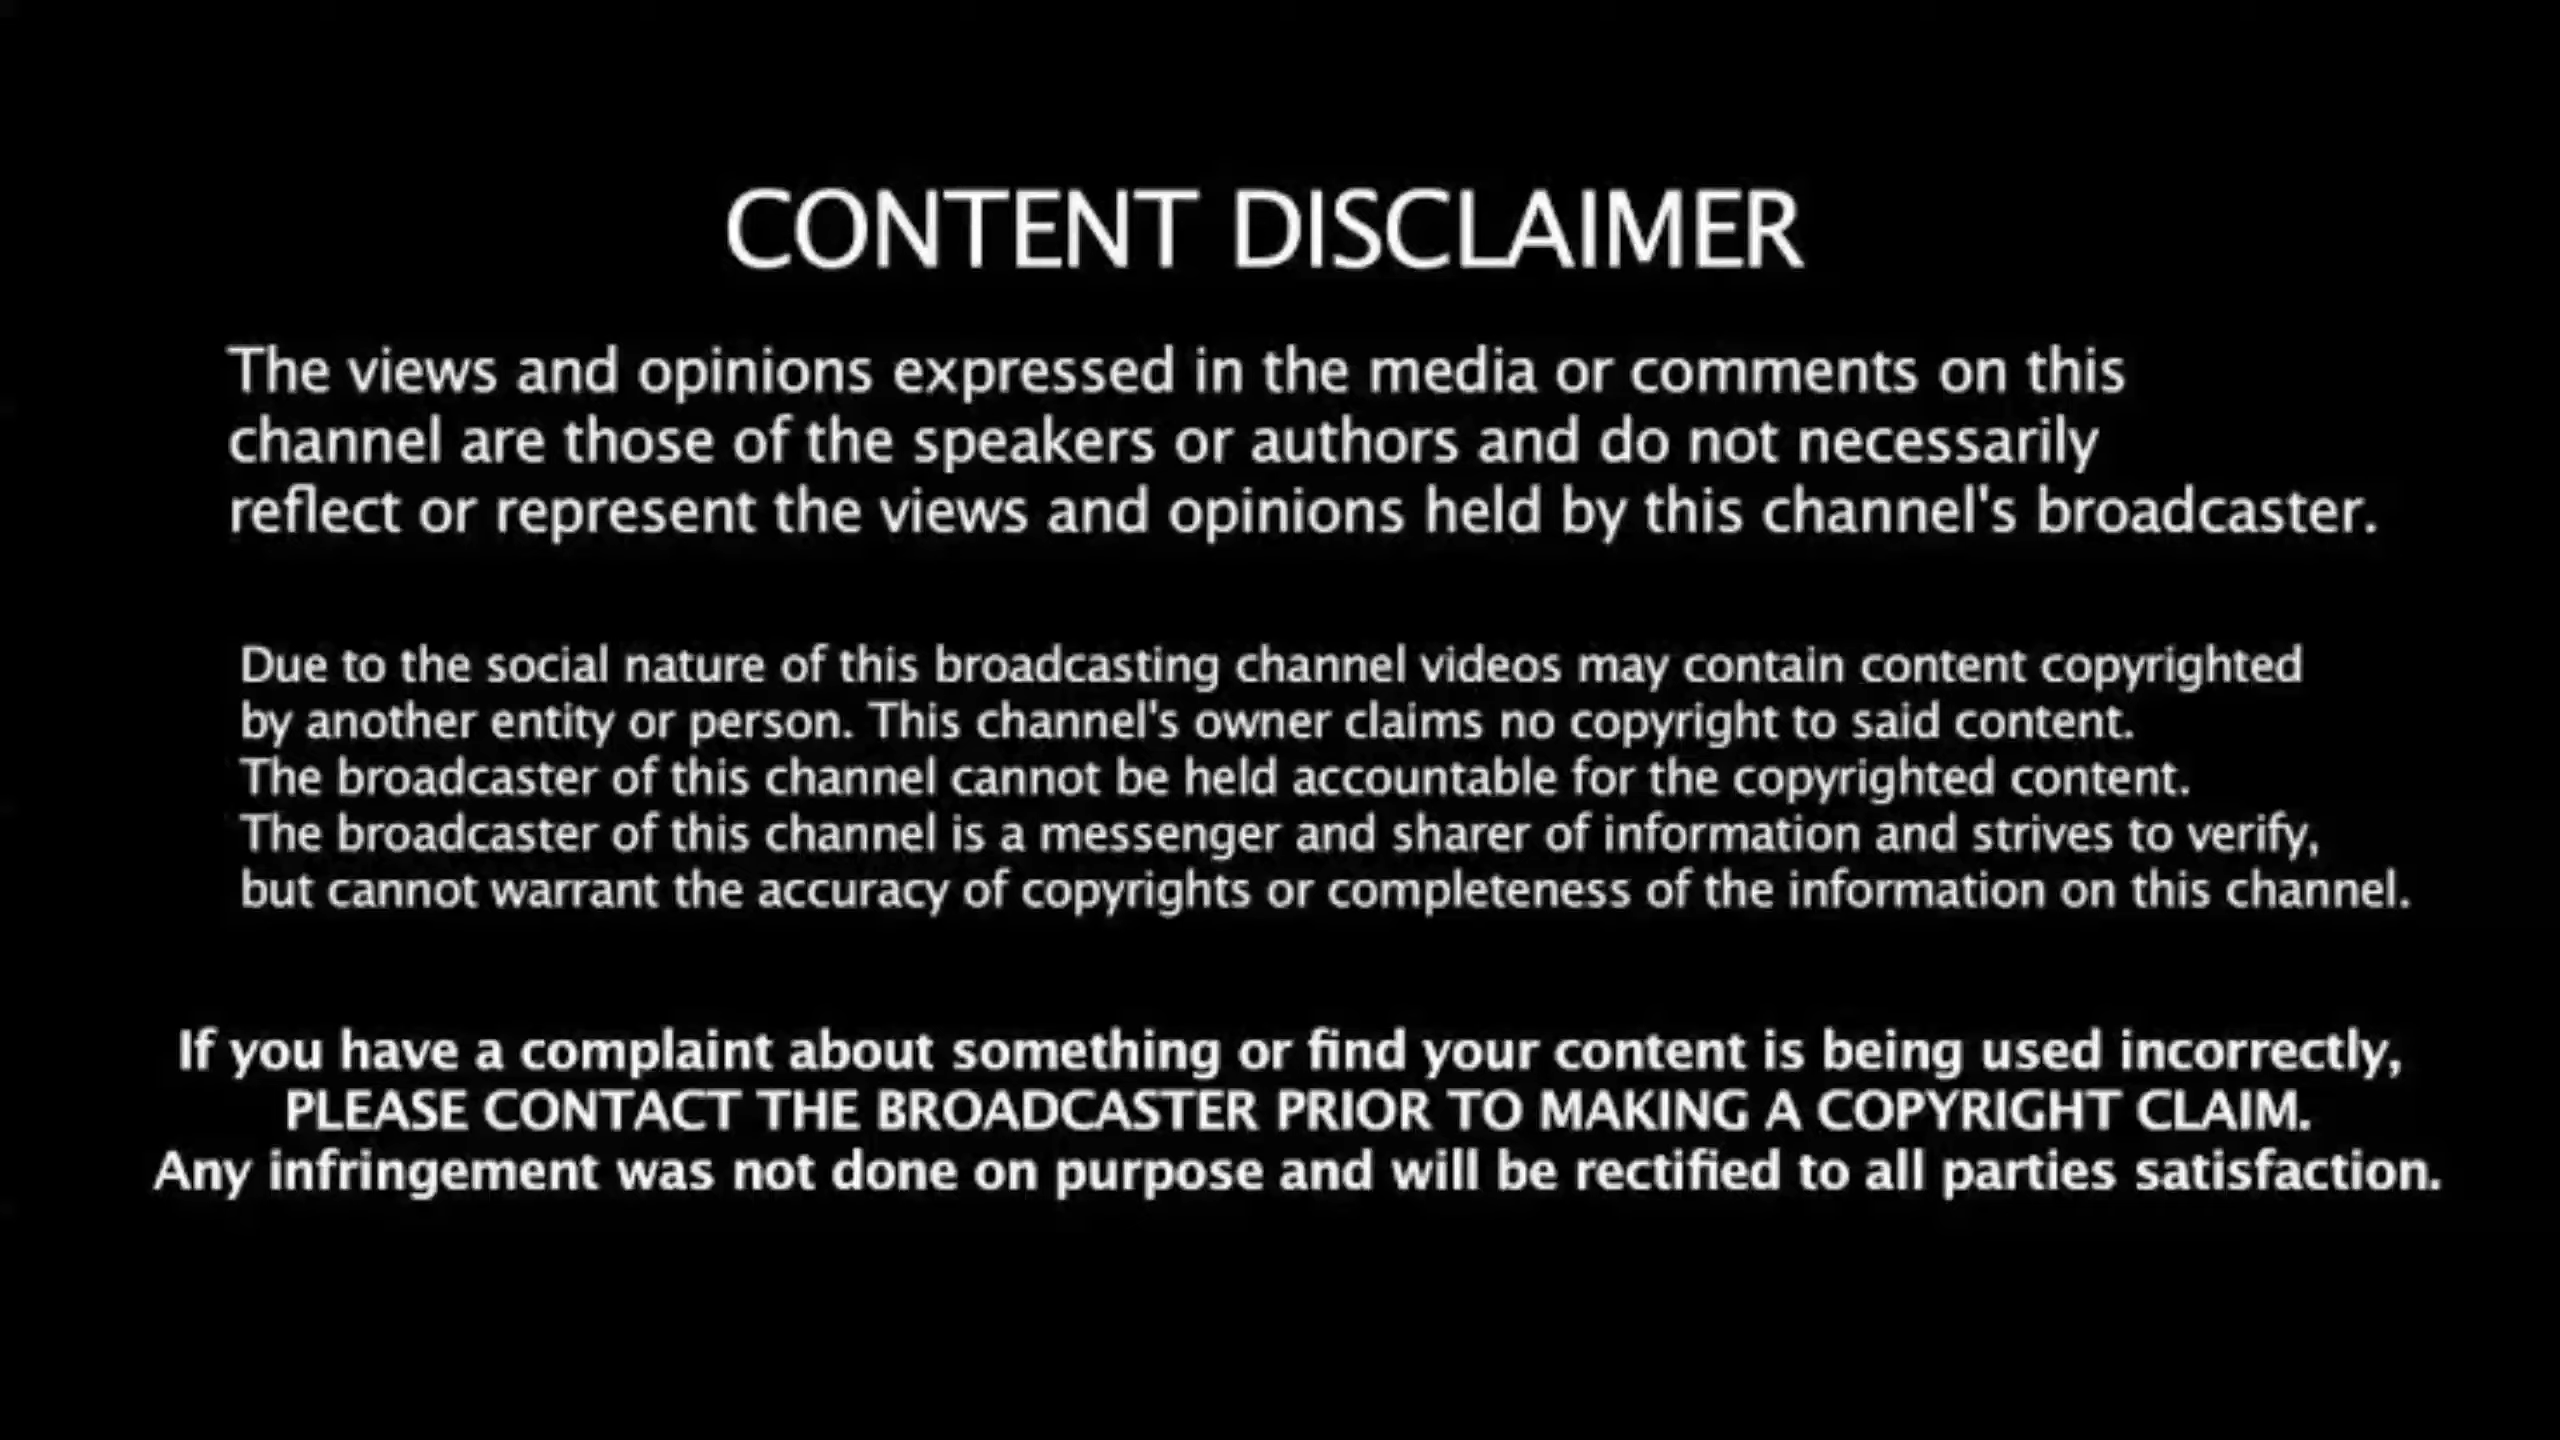 CONTENT DISCLAIMER
The views and opinions expressed in the media or comments on this
channel are those of the speakers or authors and do not necessarily
reflect or represent the views and opinions held by this channel's broadcaster.
Due to the social nature of this broadcasting channel videos may contain content copyrighted
by another entity or person. This channel's owner claims no copyright to said content.
The broadcaster of this channel cannot be held accountable for the copyrighted content.
The broadcaster of this channel is a messenger and sharer of information and strives to verify,
but cannot warrant the accuracy of copyrights or completeness of the information on this channel.
If you have a complaint about something or find your content is being used incorrectly,
PLEASE CONTACT THE BROADCASTER PRIOR TO MAKING A COPYRIGHT CLAIM.
Any infringement was not done on purpose and will be rectified to all parties satisfaction.